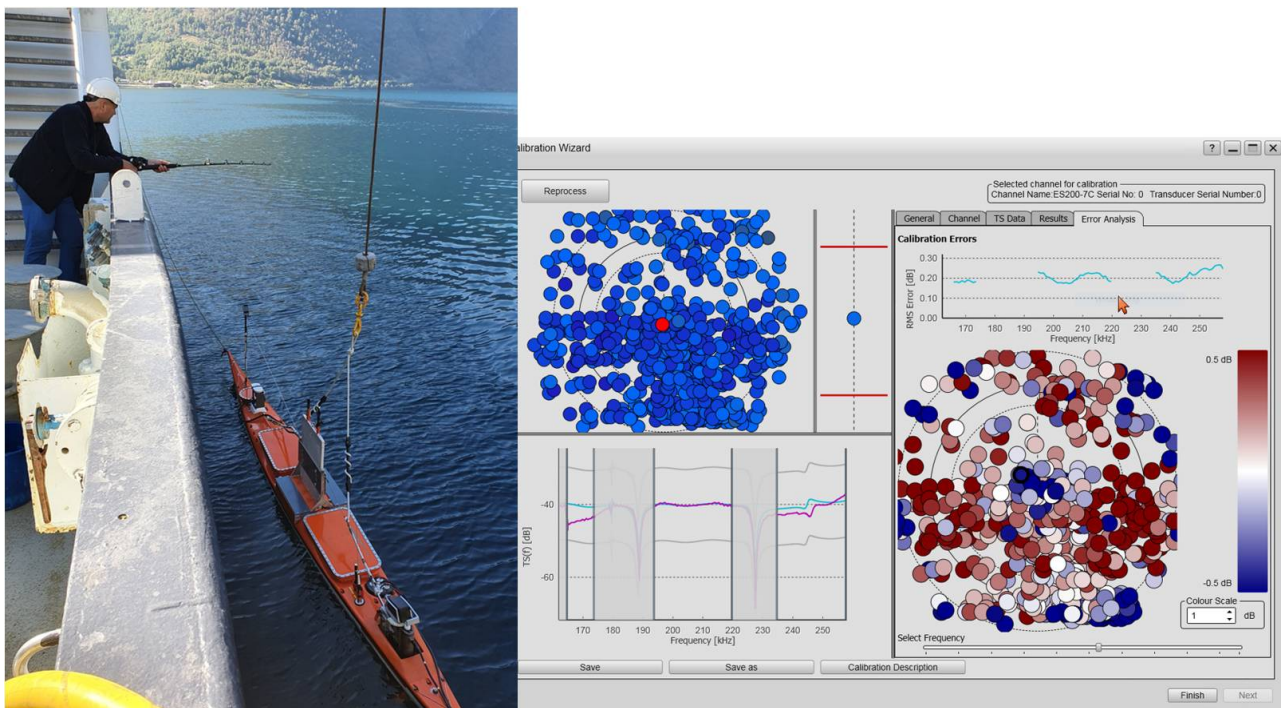 alibration Wizard
?
Reprocess
Selected channel for calibration
Channel Name:ES200-7C Serial No: 0 Transducer Serial Number:0
General Channel TS Data Results Error Analysis
Calibration Errors
RMS Error [dB]
0.30
0.20
0.10
0.00
170 180 190 200 210 220 230 240 250
Frequency [kHz]
0.5 dB
-0.5 dB
Colour Scale
1 dB
Select Frequency
TS(f) [dB]
-40
-60
170 180 190 200 210 220 230 240 250
Frequency [kHz]
Save Save as Calibration Description
Finish Next